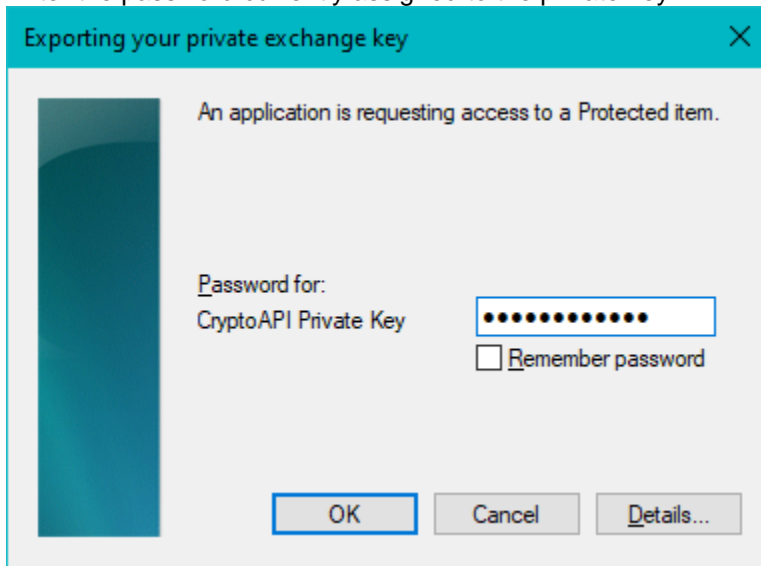 Exporting your private exchange key
An application is requesting access to a Protected item.
Password for:
CryptoAPI Private Key
Remember password
OK
Cancel
Details...